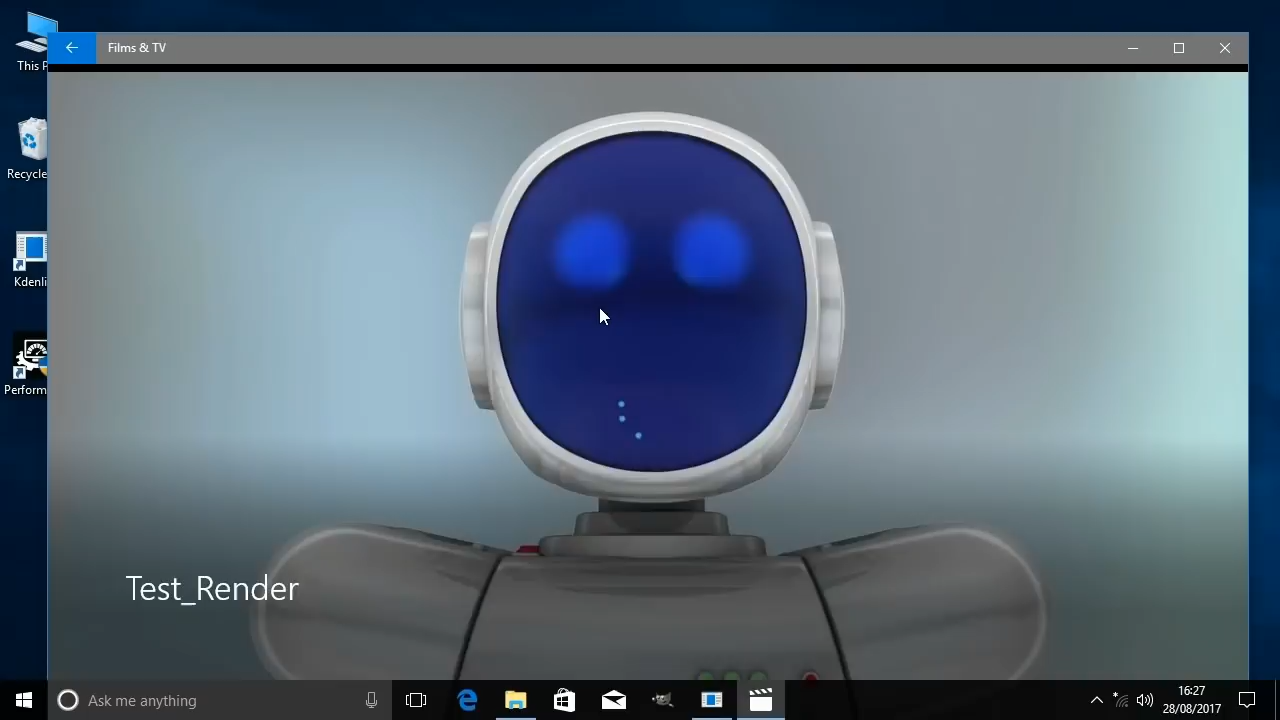 Films & TV
This P
Recycle
Kdenli
Perform
Test_Render
Ask me anything
16:27
28/08/2017